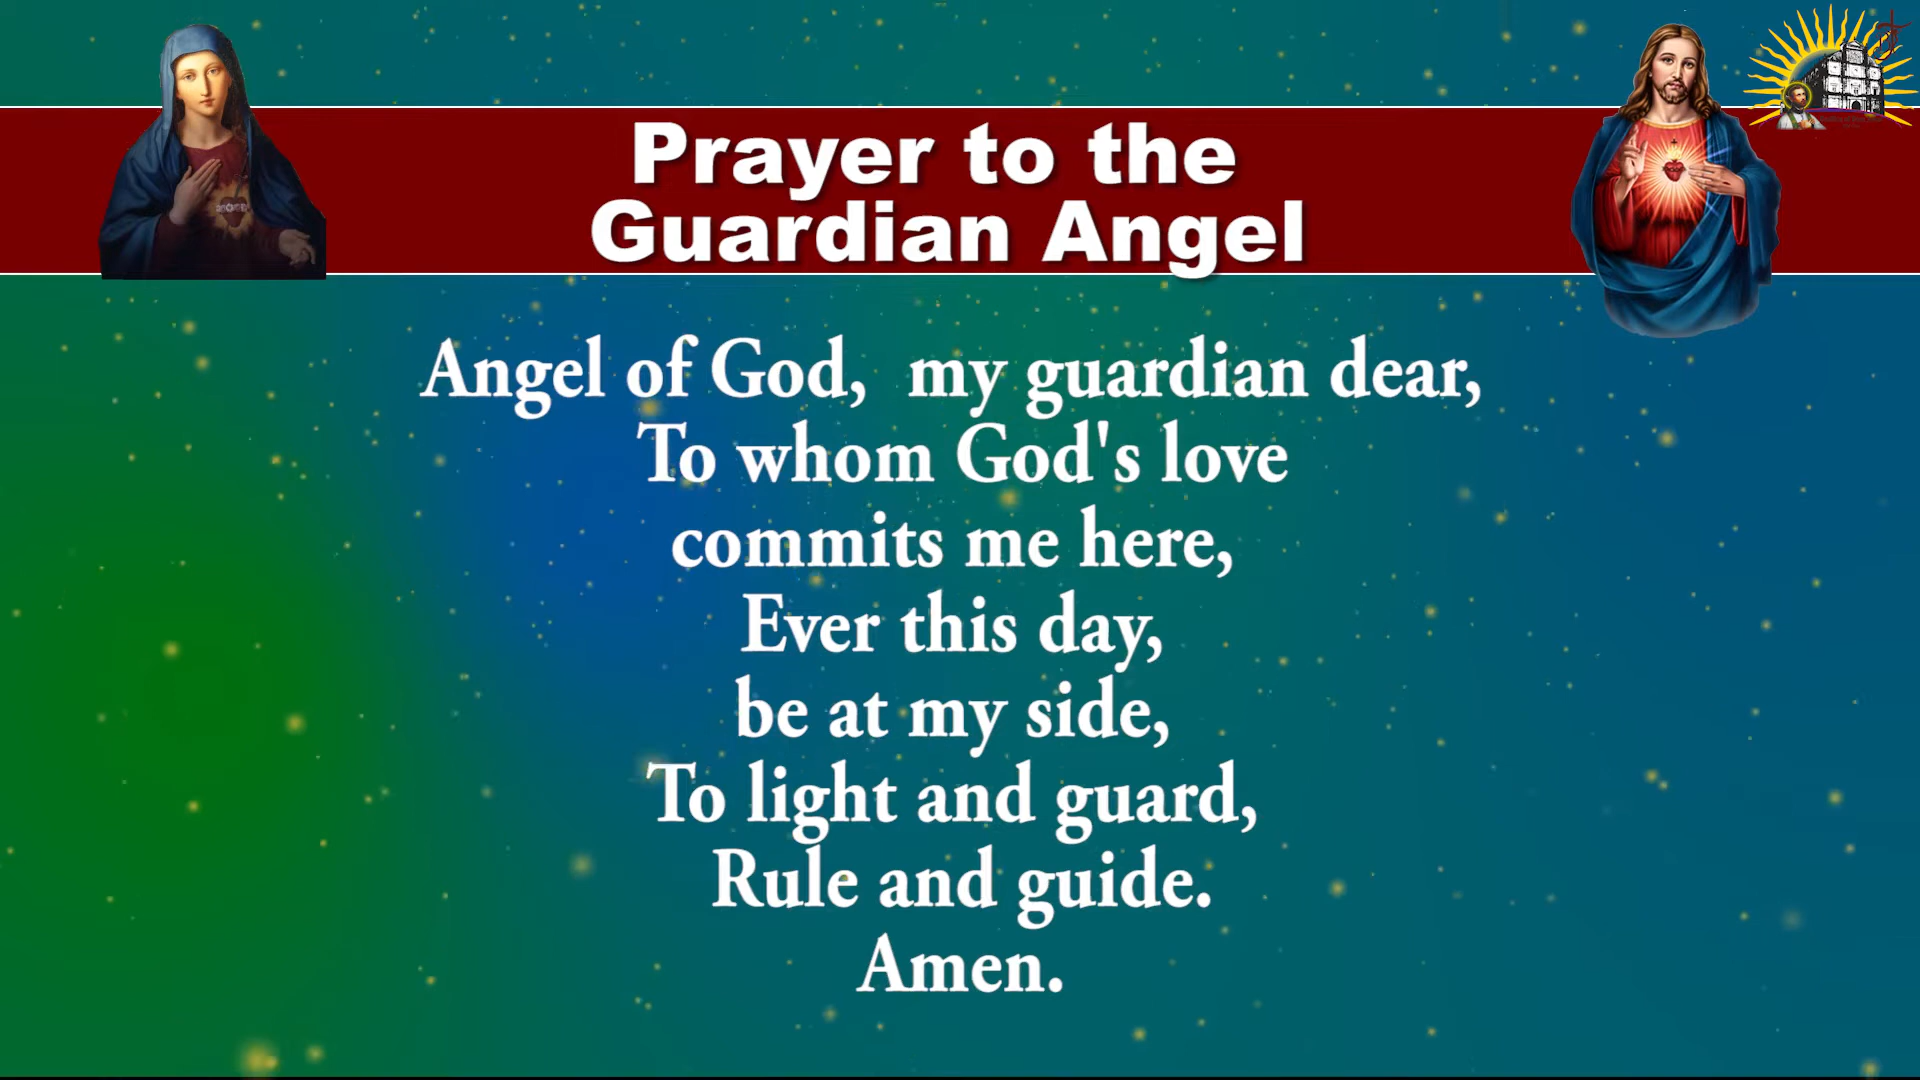 Prayer to the
Guardian Angel
Angel of God,  my guardian dear,
To whom God's love
commits me here,
Ever this day,
be at my side,
To light and guard,
Rule and guide.
Amen.